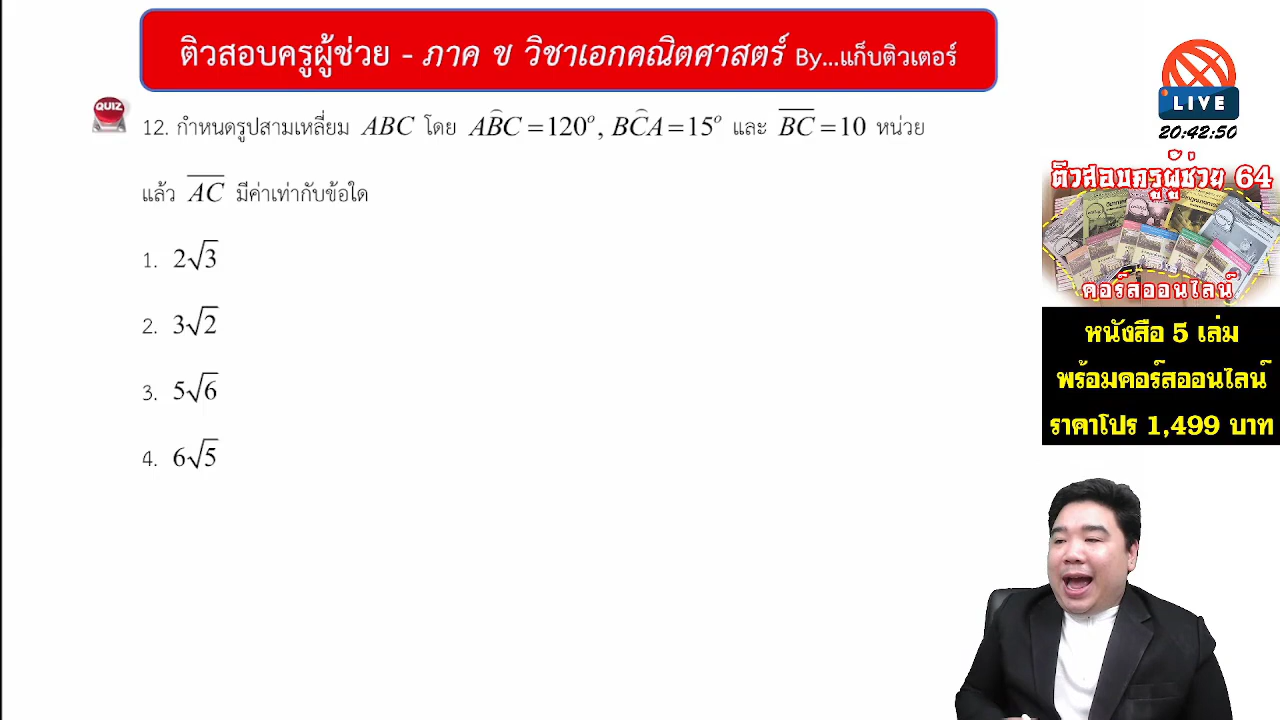 ติวสอบครูผู้ช่วย - ภาค ข วิชาเอกคณิตศาสตร์ By...แก็บติวเตอร์
QUIZ
12. กำหนดรูปสามเหลี่ยม ABC โดย AB̂C = 120°, BĈA = 15° และ \overline{BC} = 10 หน่วย
แล้ว \overline{AC} มีค่าเท่ากับข้อใด
1. 2√3
2. 3√2
3. 5√6
4. 6√5
LIVE
20:42:50
ติวสอบครูผู้ช่วย 64
คอร์สออนไลน์
หนังสือ 5 เล่ม
พร้อมคอร์สออนไลน์
ราคาโปร 1,499 บาท